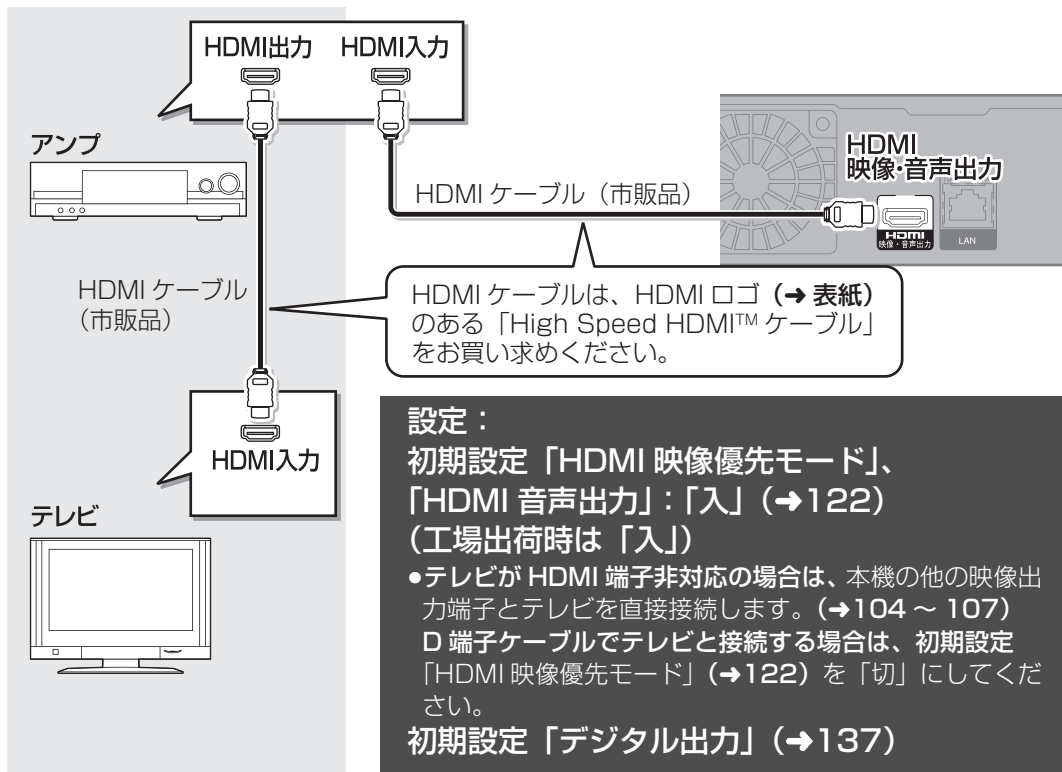 HDMI出力 HDMI入力
アンプ
HDMI
映像・音声出力
HDMI ケーブル（市販品）
HDMI
映像・音声出力
LAN
HDMI ケーブル
（市販品）
HDMI ケーブルは、HDMI ロゴ（➜ 表紙）
のある「High Speed HDMI™ ケーブル」
をお買い求めください。
HDMI入力
テレビ
設定：
初期設定「HDMI 映像優先モード」、
「HDMI 音声出力」：「入」（➜122）
（工場出荷時は「入」）
●テレビが HDMI 端子非対応の場合は、本機の他の映像出
力端子とテレビを直接接続します。（➜104 ～ 107）
D 端子ケーブルでテレビと接続する場合は、初期設定
「HDMI 映像優先モード」（➜122）を「切」にしてくだ
さい。
初期設定「デジタル出力」（➜137）